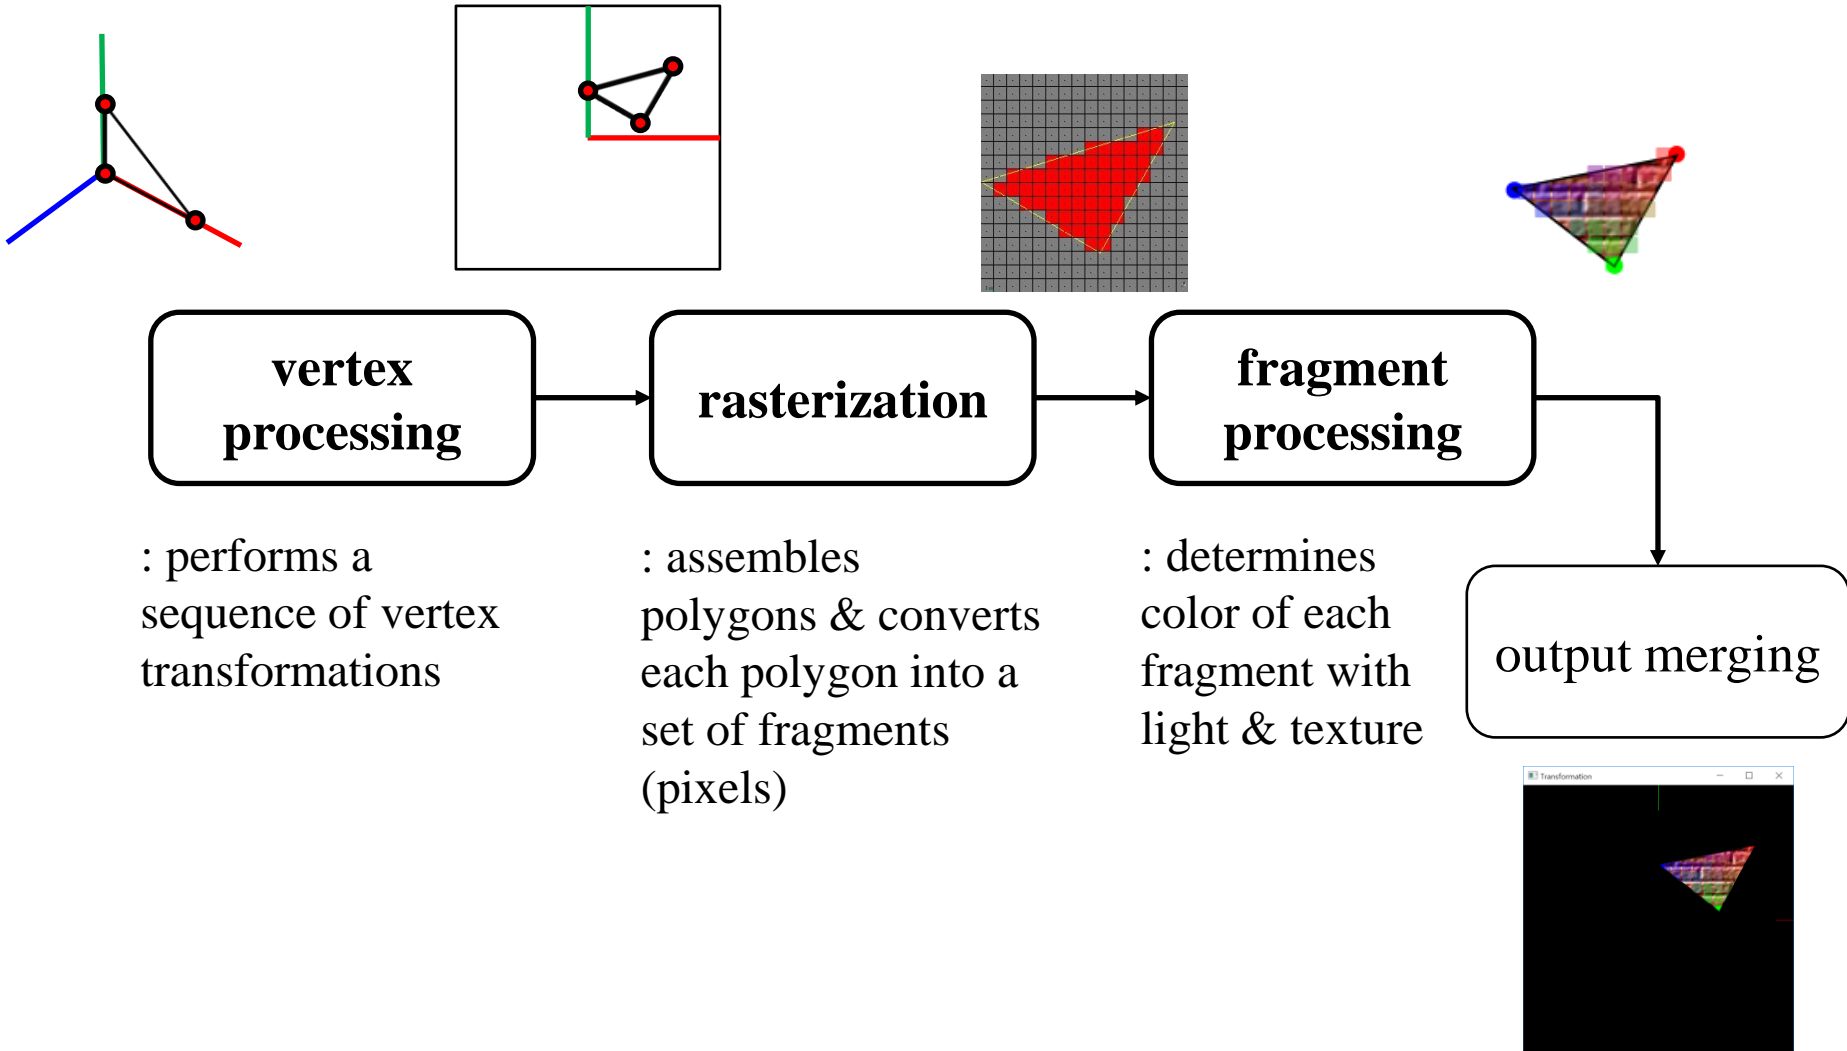 vertex
processing
rasterization
fragment
processing
: performs a
sequence of vertex
transformations
: assembles
polygons & converts
each polygon into a
set of fragments
(pixels)
: determines
color of each
fragment with
light & texture
output merging
Transformation